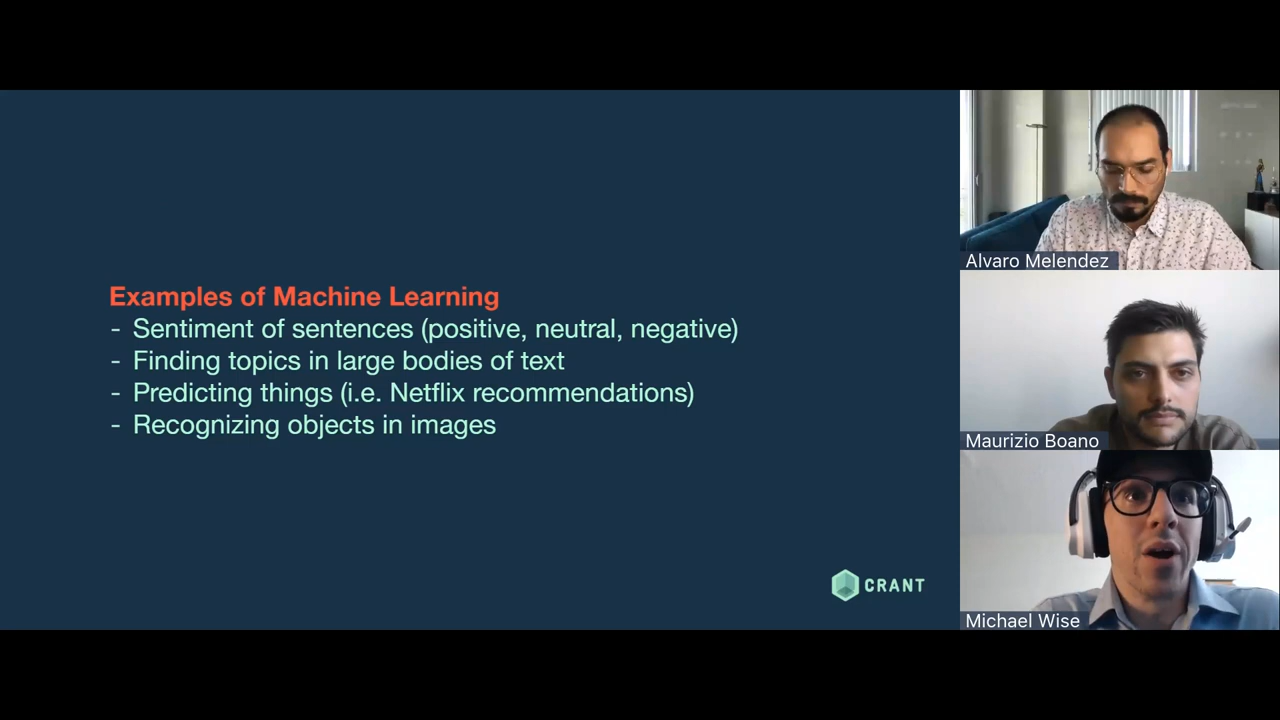 Examples of Machine Learning
- Sentiment of sentences (positive, neutral, negative)
- Finding topics in large bodies of text
- Predicting things (i.e. Netflix recommendations)
- Recognizing objects in images
CRANT
Alvaro Melendez
Maurizio Boano
Michael Wise